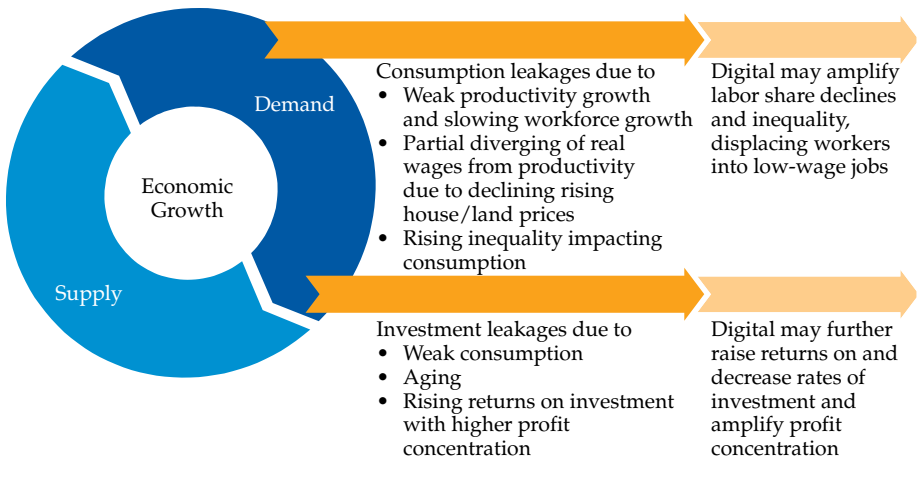 Demand
Economic
Growth
Supply
Consumption leakages due to
• Weak productivity growth
and slowing workforce growth
• Partial diverging of real
wages from productivity
due to declining rising
house/land prices
• Rising inequality impacting
consumption
Digital may amplify
labor share declines
and inequality,
displacing workers
into low-wage jobs
Investment leakages due to
• Weak consumption
• Aging
• Rising returns on investment
with higher profit
concentration
Digital may further
raise returns on and
decrease rates of
investment and
amplify profit
concentration